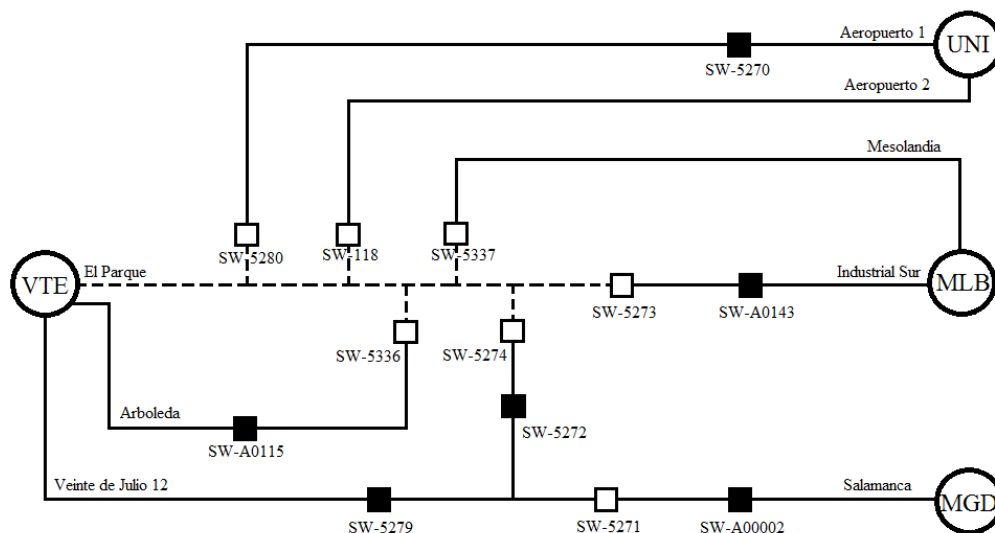 Aeropuerto 1
UNI
SW-5270
Aeropuerto 2
Mesolandia
SW-5280
SW-118
SW-5337
VTE
El Parque
Industrial Sur
MLB
SW-5273
SW-A0143
SW-5336
SW-5274
Arboleda
SW-A0115
SW-5272
Veinte de Julio 12
Salamanca
MGD
SW-5279
SW-5271
SW-A00002